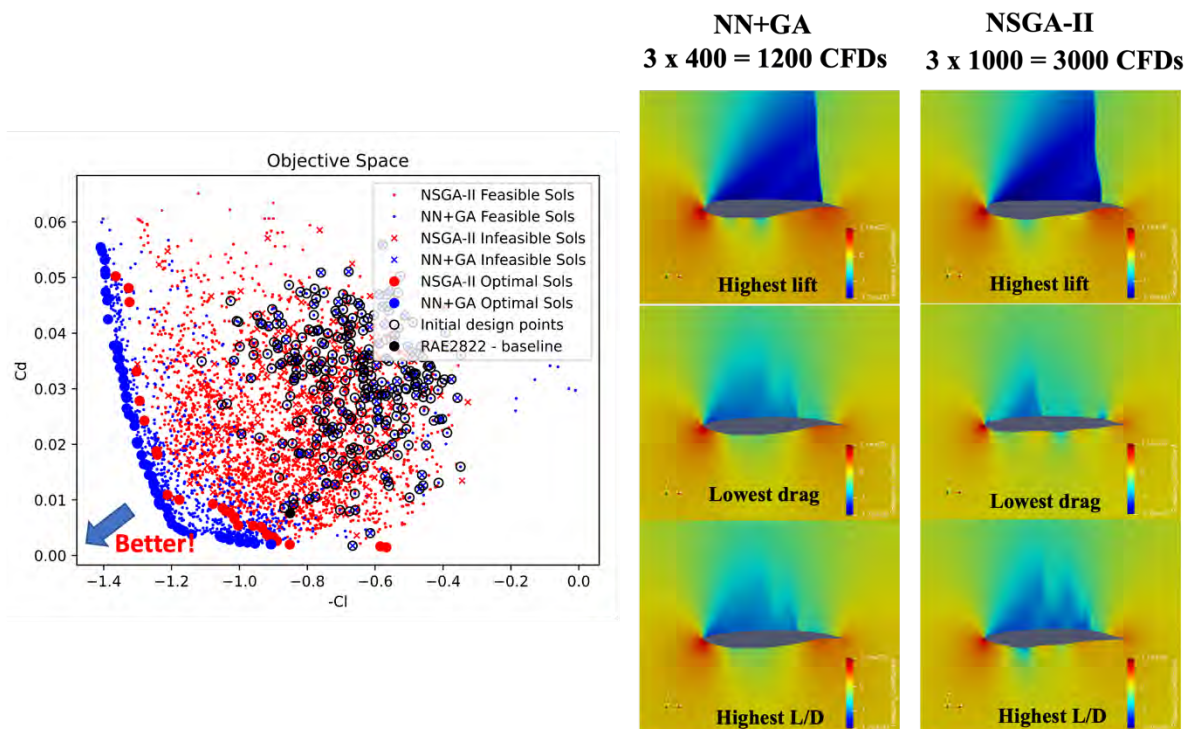 NN+GA
3 x 400 = 1200 CFDs
NSGA-II
3 x 1000 = 3000 CFDs
Objective Space
NSGA-II Feasible Sols
NN+GA Feasible Sols
NSGA-II Infeasible Sols
NN+GA Infeasible Sols
NSGA-II Optimal Sols
NN+GA Optimal Sols
Initial design points
RAE2822 - baseline
0.06
0.05
0.04
0.03
0.02
0.01
0.00
Cd
Better!
−1.4
−1.2
−1.0
−0.8
−0.6
−0.4
−0.2
0.0
-Cl
Highest lift
Highest lift
Lowest drag
Lowest drag
Highest L/D
Highest L/D